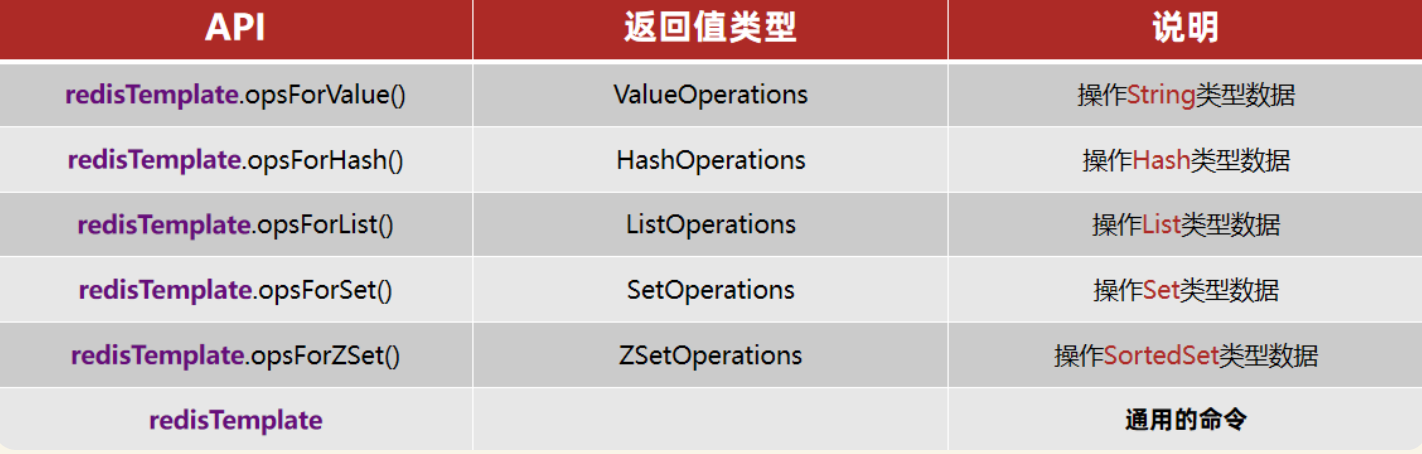 API 返回值类型 说明
redisTemplate.opsForValue() ValueOperations 操作String类型数据
redisTemplate.opsForHash() HashOperations 操作Hash类型数据
redisTemplate.opsForList() ListOperations 操作List类型数据
redisTemplate.opsForSet() SetOperations 操作Set类型数据
redisTemplate.opsForZSet() ZSetOperations 操作SortedSet类型数据
redisTemplate 通用的命令